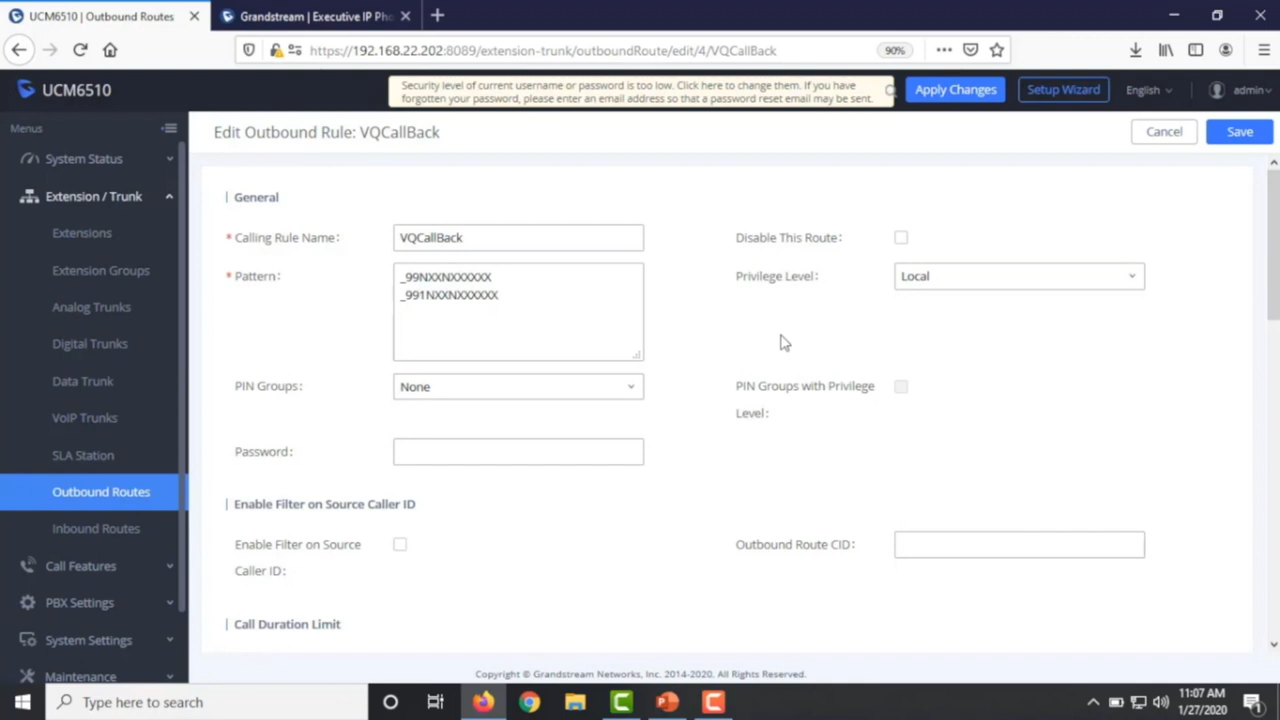 UCM6510 | Outbound Routes
Grandstream | Executive IP Pho
https://192.168.22.202:8089/extension-trunk/outboundRoute/edit/4/VQCallBack
90%
UCM6510
Security level of current username or password is too low. Click here to change them. If you have
forgotten your password, please enter an email address so that a password reset email may be sent.
Apply Changes
Setup Wizard
English
admin
Menus
Edit Outbound Rule: VQCallBack
Cancel
Save
System Status
Extension / Trunk
Extensions
Extension Groups
Analog Trunks
Digital Trunks
Data Trunk
VoIP Trunks
SLA Station
Outbound Routes
Inbound Routes
Call Features
PBX Settings
System Settings
Maintenance
General
* Calling Rule Name:
VQCallBack
Disable This Route:
* Pattern:
_99NXXNXXXXXX
_991NXXNXXXXXX
Privilege Level:
Local
PIN Groups:
None
PIN Groups with Privilege
Level:
Password:
Enable Filter on Source Caller ID
Enable Filter on Source
Caller ID:
Outbound Route CID:
Call Duration Limit
Copyright © Grandstream Networks, Inc. 2014-2020. All Rights Reserved.
Type here to search
11:07 AM
1/27/2020
1